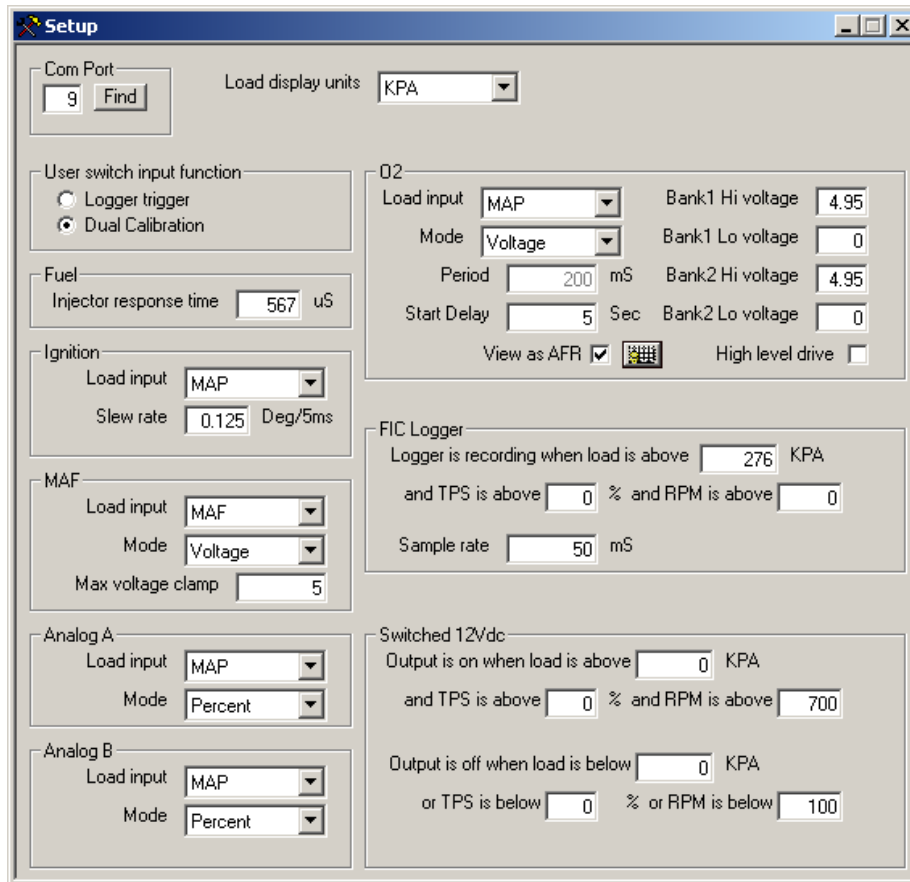 Setup
Com Port
9 Find
Load display units KPA
User switch input function
Logger trigger
Dual Calibration
Fuel
Injector response time 567 uS
Ignition
Load input MAP
Slew rate 0.125 Deg/5ms
MAF
Load input MAF
Mode Voltage
Max voltage clamp 5
Analog A
Load input MAP
Mode Percent
Analog B
Load input MAP
Mode Percent
O2
Load input MAP Bank1 Hi voltage 4.95
Mode Voltage Bank1 Lo voltage 0
Period 200 mS Bank2 Hi voltage 4.95
Start Delay 5 Sec Bank2 Lo voltage 0
View as AFR High level drive
FIC Logger
Logger is recording when load is above 276 KPA
and TPS is above 0 % and RPM is above 0
Sample rate 50 mS
Switched 12Vdc
Output is on when load is above 0 KPA
and TPS is above 0 % and RPM is above 700
Output is off when load is below 0 KPA
or TPS is below 0 % or RPM is below 100